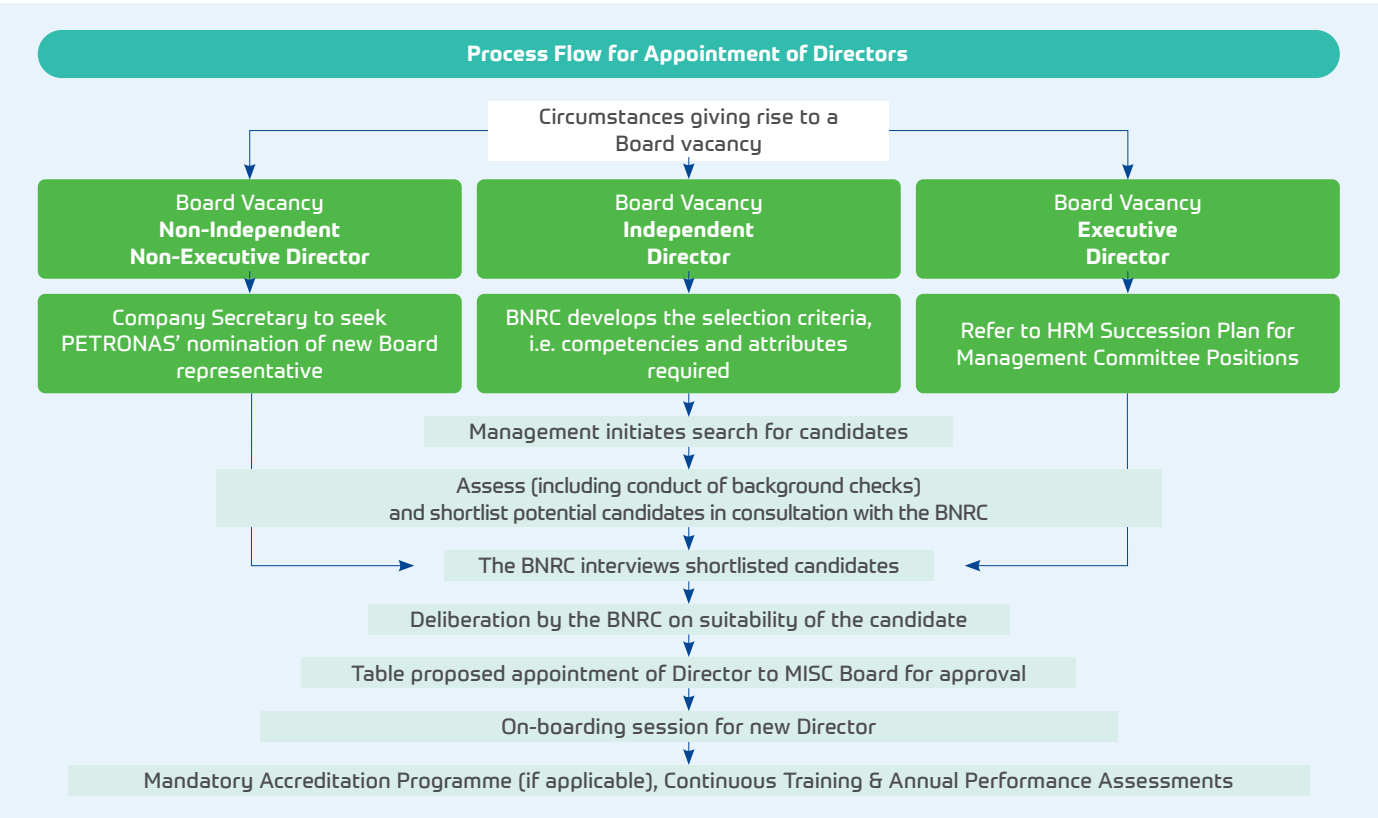 Process Flow for Appointment of Directors
Circumstances giving rise to a
Board vacancy
Board Vacancy
Non-Independent
Non-Executive Director
Board Vacancy
Independent
Director
Board Vacancy
Executive
Director
Company Secretary to seek
PETRONAS’ nomination of new Board
representative
BNRC develops the selection criteria,
i.e. competencies and attributes
required
Refer to HRM Succession Plan for
Management Committee Positions
Management initiates search for candidates
Assess (including conduct of background checks)
and shortlist potential candidates in consultation with the BNRC
The BNRC interviews shortlisted candidates
Deliberation by the BNRC on suitability of the candidate
Table proposed appointment of Director to MISC Board for approval
On-boarding session for new Director
Mandatory Accreditation Programme (if applicable), Continuous Training & Annual Performance Assessments